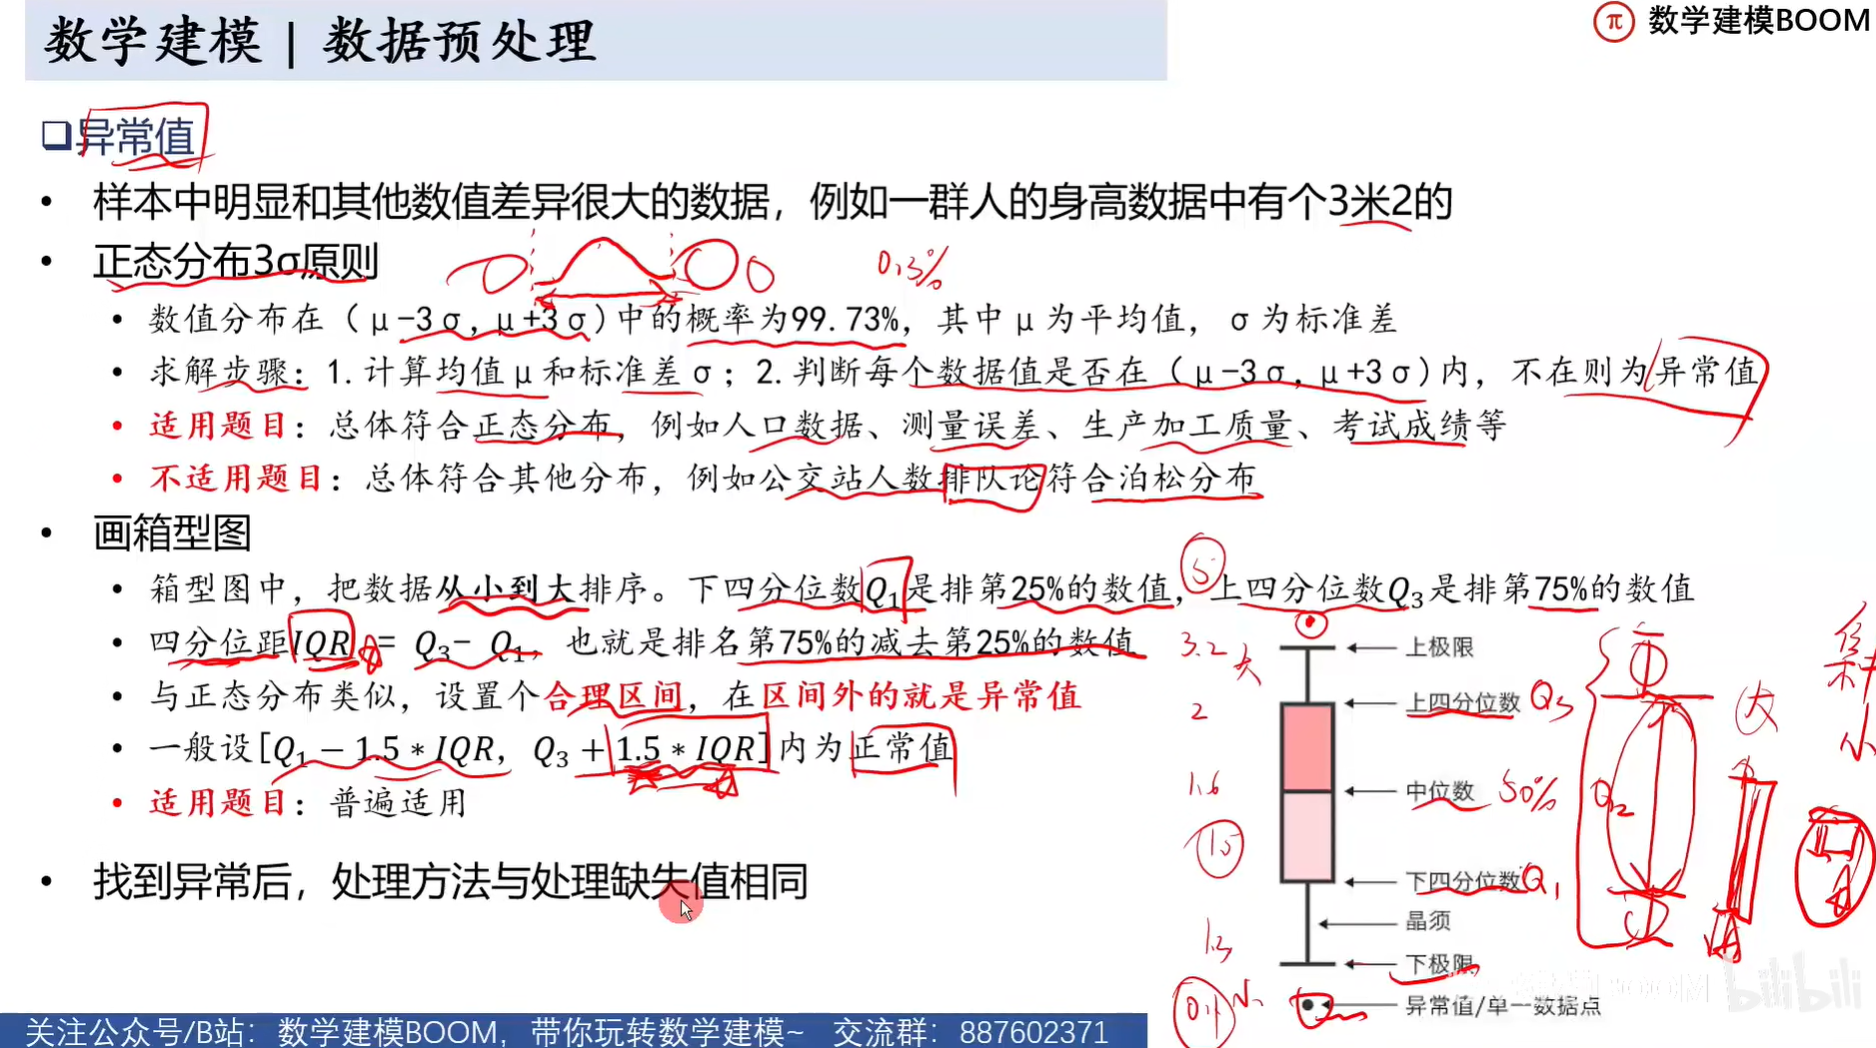 数学建模 | 数据预处理
π 数学建模BOOM
❑异常值
• 样本中明显和其他数值差异很大的数据，例如一群人的身高数据中有个3米2的
• 正态分布3σ原则
0.3%
• 数值分布在（μ-3σ，μ+3σ)中的概率为99.73%，其中μ为平均值，σ为标准差
• 求解步骤：1.计算均值μ和标准差σ；2.判断每个数据值是否在（μ-3σ，μ+3σ)内，不在则为异常值
• 适用题目：总体符合正态分布，例如人口数据、测量误差、生产加工质量、考试成绩等
• 不适用题目：总体符合其他分布，例如公交站人数排队论符合泊松分布
• 画箱型图
5
• 箱型图中，把数据从小到大排序。下四分位数Q₁是排第25%的数值，上四分位数Q₃是排第75%的数值
• 四分位距IQR = Q₃− Q₁，也就是排名第75%的减去第25%的数值
• 与正态分布类似，设置个合理区间，在区间外的就是异常值
• 一般设[Q₁ − 1.5 ∗ IQR，Q₃ + 1.5 ∗ IQR]内为正常值
• 适用题目：普遍适用
• 找到异常后，处理方法与处理缺失值相同
3.2 大
上极限
2
上四分位数 Q3
大
小
1.6
中位数 50%
1.5
下四分位数 Q1
晶须
1.3
下极限
异常值/单一数据点
bilibili
关注公众号/B站：数学建模BOOM，带你玩转数学建模~ 交流群：887602371